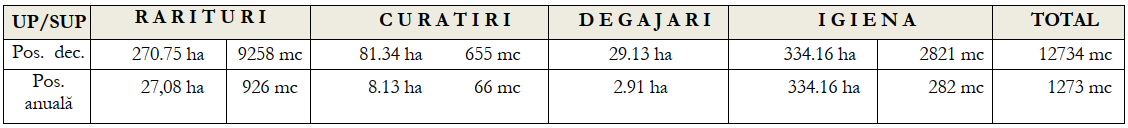 UP/SUP RARITURI CURATIRI DEGAJARI IGIENA TOTAL
Pos. dec. 270.75 ha 9258 mc 81.34 ha 655 mc 29.13 ha 334.16 ha 2821 mc 12734 mc
Pos. anuală 27,08 ha 926 mc 8.13 ha 66 mc 2.91 ha 334.16 ha 282 mc 1273 mc